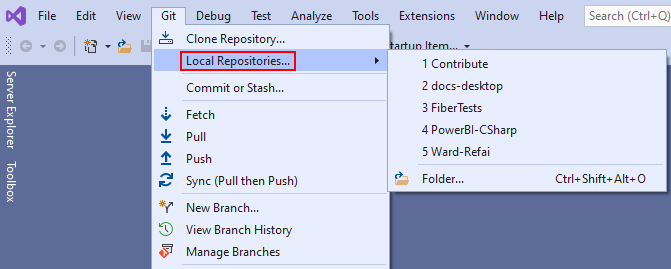 File Edit View Git Debug Test Analyze Tools Extensions Window Search (Ctrl+Q)
Clone Repository... tartup Item...
Local Repositories...
1 Contribute
2 docs-desktop
3 FiberTests
4 PowerBI-CSharp
5 Ward-Refai
Folder... Ctrl+Shift+Alt+O
Commit or Stash...
Fetch
Pull
Push
Sync (Pull then Push)
New Branch...
View Branch History
Manage Branches
Server Explorer
Toolbox